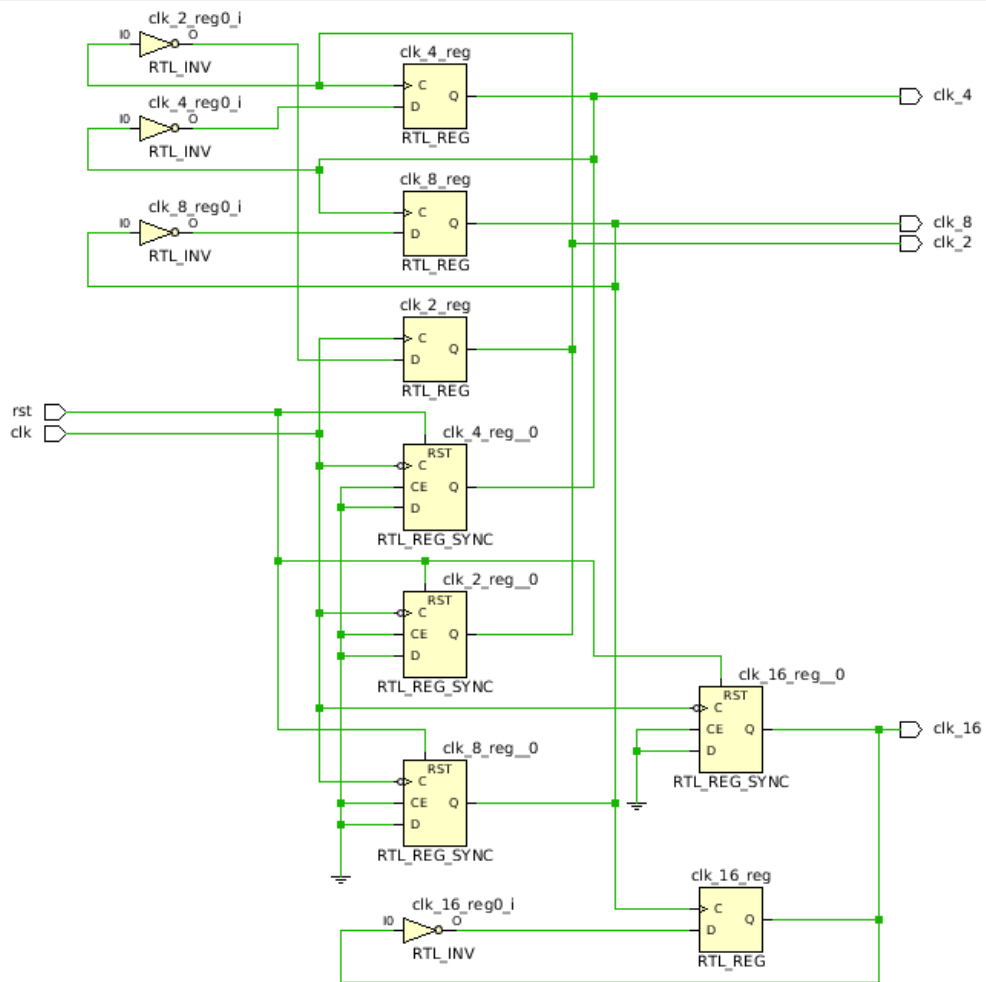 clk_2_reg0_i
I0 O
RTL_INV
clk_4_reg
C
D Q
RTL_REG
clk_4
clk_4_reg0_i
I0 O
RTL_INV
clk_8_reg
C
D Q
RTL_REG
clk_8
clk_2
clk_8_reg0_i
I0 O
RTL_INV
clk_2_reg
C
D Q
RTL_REG
rst
clk
clk_4_reg__0
RST
C
CE Q
D
RTL_REG_SYNC
clk_2_reg__0
RST
C
CE Q
D
RTL_REG_SYNC
clk_16_reg__0
RST
C
CE Q
D
RTL_REG_SYNC
clk_16
clk_8_reg__0
RST
C
CE Q
D
RTL_REG_SYNC
clk_16_reg0_i
I0 O
RTL_INV
clk_16_reg
C
D Q
RTL_REG